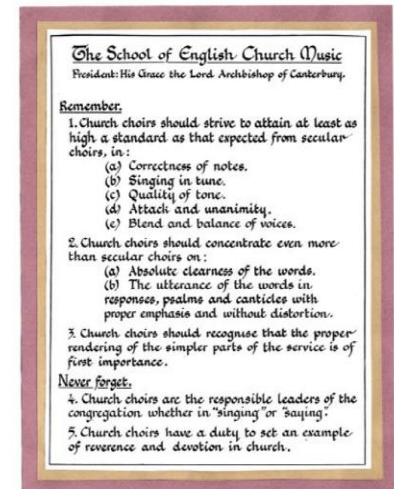 The School of English Church Music
President: His Grace the Lord Archbishop of Canterbury.
Remember.
1. Church choirs should strive to attain at least as
high a standard as that expected from secular
choirs, in:
(a) Correctness of notes.
(b) Singing in tune.
(c) Quality of tone.
(d) Attack and unanimity.
(e) Blend and balance of voices.
2. Church choirs should concentrate even more
than secular choirs on:
(a) Absolute clearness of the words.
(b) The utterance of the words in
responses, psalms and canticles with
proper emphasis and without distortion.
3. Church choirs should recognise that the proper
rendering of the simpler parts of the service is of
first importance.
Never forget.
4. Church choirs are the responsible leaders of the
congregation whether in "singing" or "saying".
5. Church choirs have a duty to set an example
of reverence and devotion in church.